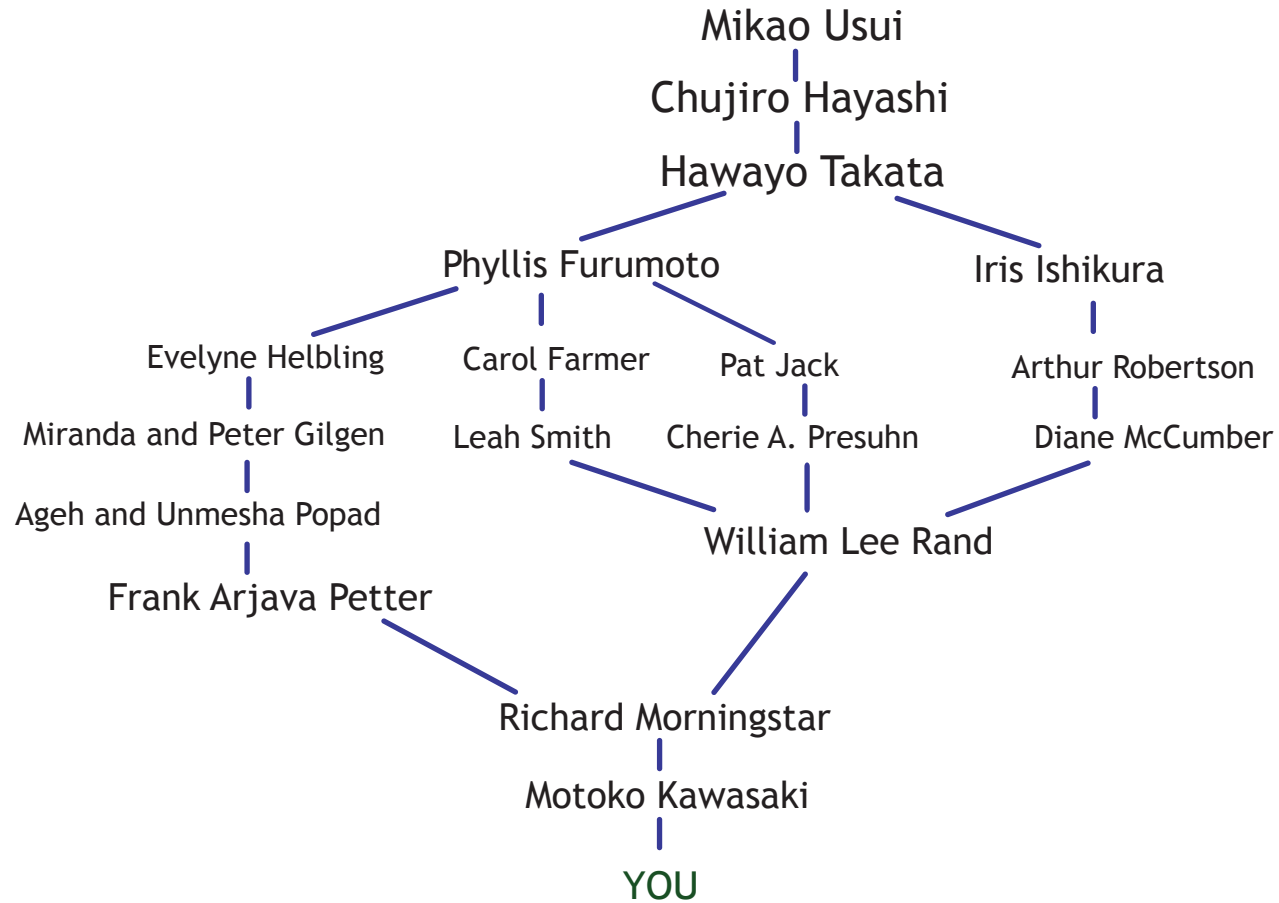 Mikao Usui
Chujiro Hayashi
Hawayo Takata
Phyllis Furumoto
Iris Ishikura
Evelyne Helbling
Carol Farmer
Pat Jack
Arthur Robertson
Miranda and Peter Gilgen
Leah Smith
Cherie A. Presuhn
Diane McCumber
Ageh and Unmesha Popad
William Lee Rand
Frank Arjava Petter
Richard Morningstar
Motoko Kawasaki
YOU